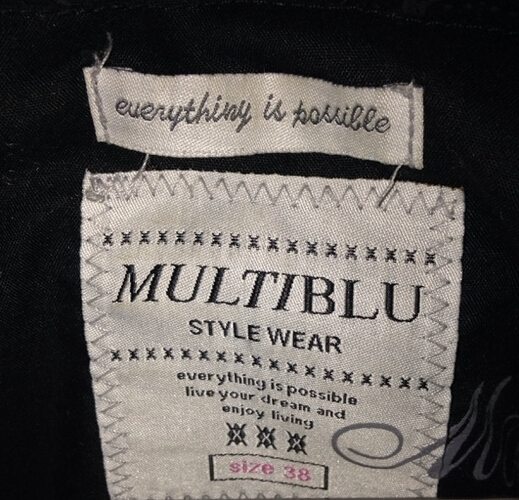 everything is possible
MULTIBLU
STYLE WEAR
everything is possible
live your dream and
enjoy living
size 38